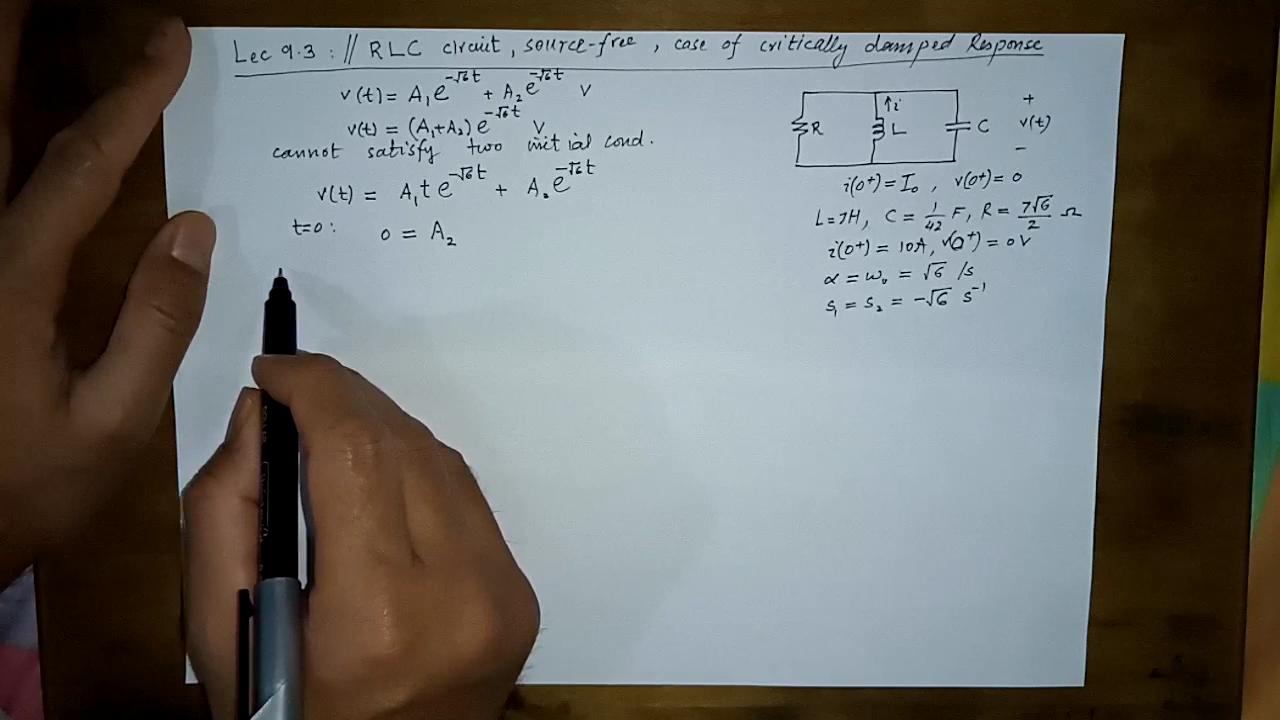 Lec 9.3 : // RLC circuit, source-free, case of critically damped Response
v(t) = A₁e^{-√6t} + A₂e^{-√6t} V
v(t) = (A₁+A₂)e^{-√6t} V
cannot satisfy two initial cond.
v(t) = A₁te^{-√6t} + A₂e^{-√6t}
t=0: 0 = A₂
R
↑i
L
C
+
v(t)
−
i(0⁺) = I₀, v(0⁺) = 0
L=7H, C = 1/42 F, R = 7√6/2 Ω
i(0⁺) = 10A, v(0⁺) = 0V
α = ω₀ = √6 /s
s₁ = s₂ = -√6 s⁻¹